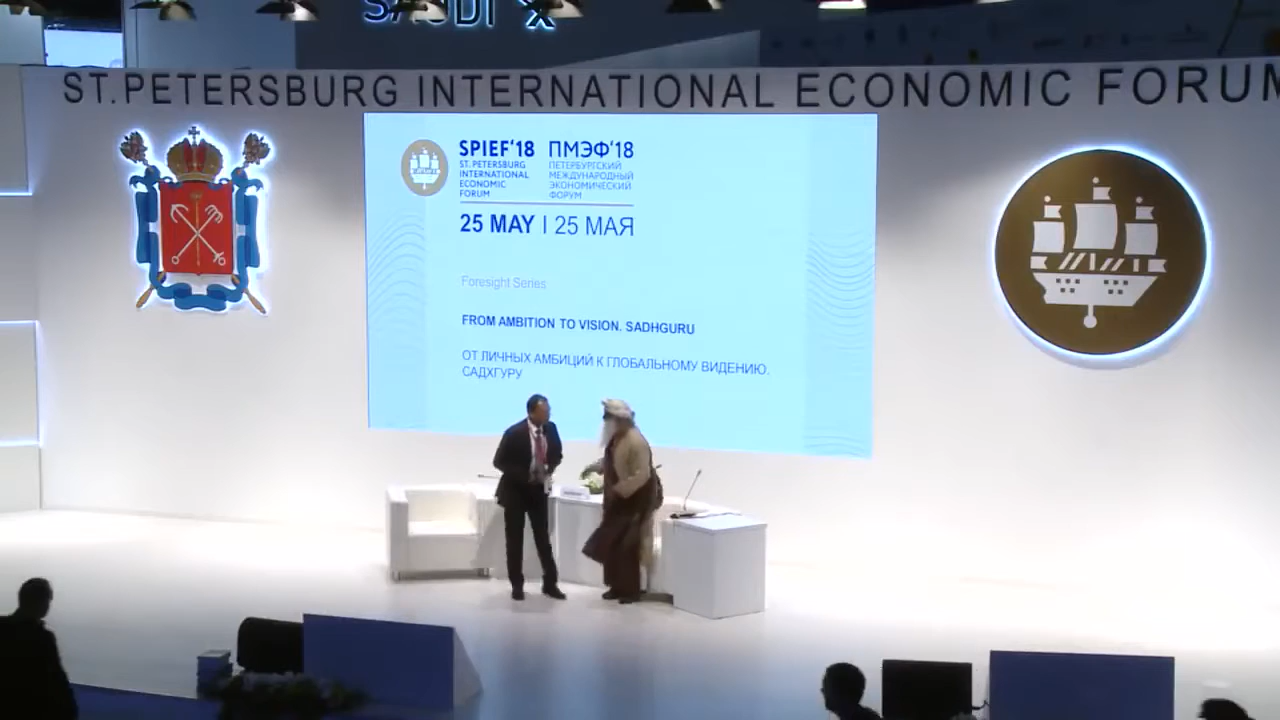 SAUDI
ST. PETERSBURG INTERNATIONAL ECONOMIC FORUM
SPIEF‘18
ST. PETERSBURG
INTERNATIONAL
ECONOMIC
FORUM
ПМЭФ‘18
ПЕТЕРБУРГСКИЙ
МЕЖДУНАРОДНЫЙ
ЭКОНОМИЧЕСКИЙ
ФОРУМ
25 MAY | 25 МАЯ
Foresight Series
FROM AMBITION TO VISION. SADHGURU
ОТ ЛИЧНЫХ АМБИЦИЙ К ГЛОБАЛЬНОМУ ВИДЕНИЮ.
САДХГУРУ